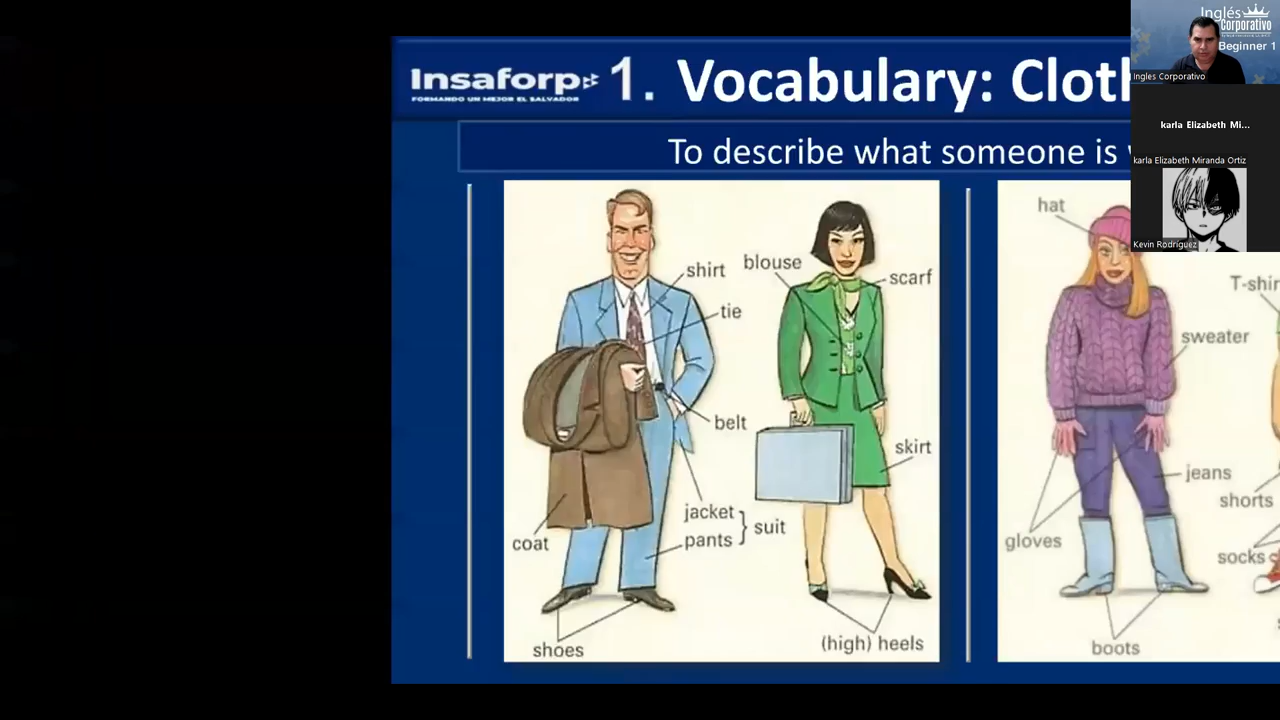 Insaforp
FORMANDO UN MEJOR EL SALVADOR
1. Vocabulary: Cloth
To describe what someone is
shirt
tie
belt
jacket
pants
suit
coat
shoes
blouse
scarf
skirt
(high) heels
hat
sweater
jeans
gloves
boots
T-shir
shorts
socks
Inglés
Corporativo
Beginner 1
Ingles Corporativo
karla Elizabeth Mi...
karla Elizabeth Miranda Ortiz
Kevin Rodríguez